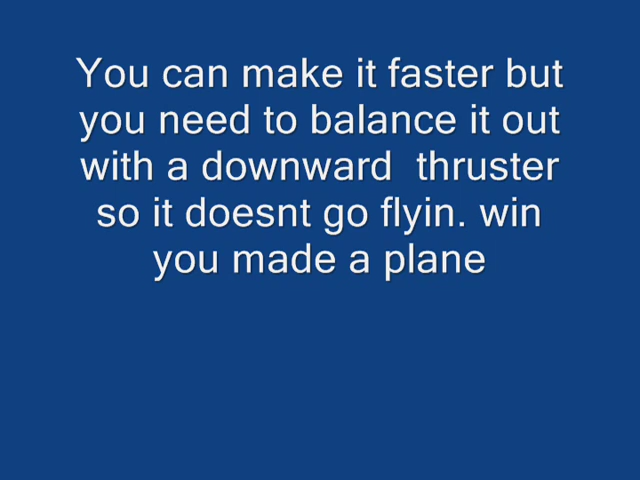 You can make it faster but
you need to balance it out
with a downward  thruster
so it doesnt go flyin. win
you made a plane